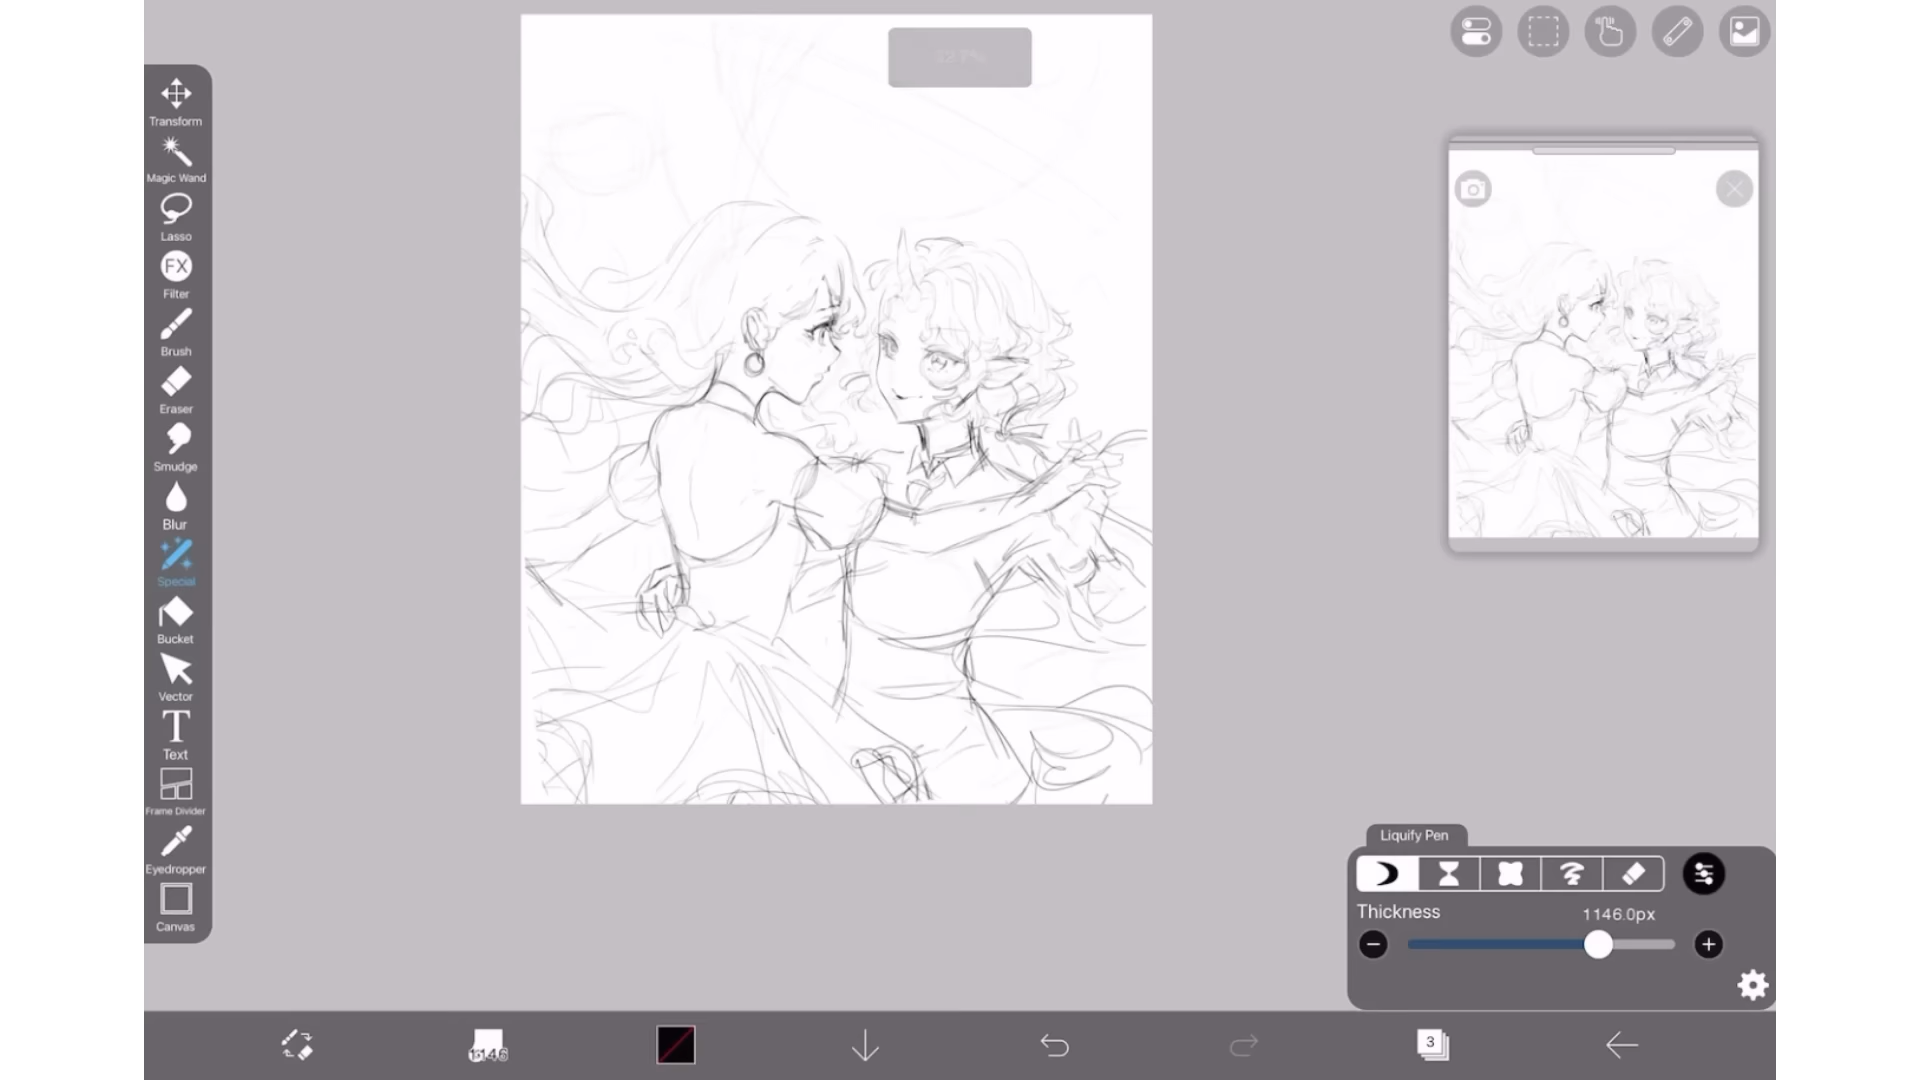 Transform
Magic Wand
Lasso
FX
Filter
Brush
Eraser
Smudge
Blur
Special
Bucket
Vector
T
Text
Frame Divider
Eyedropper
Canvas
Liquify Pen
Thickness
1146.0px
1146
3